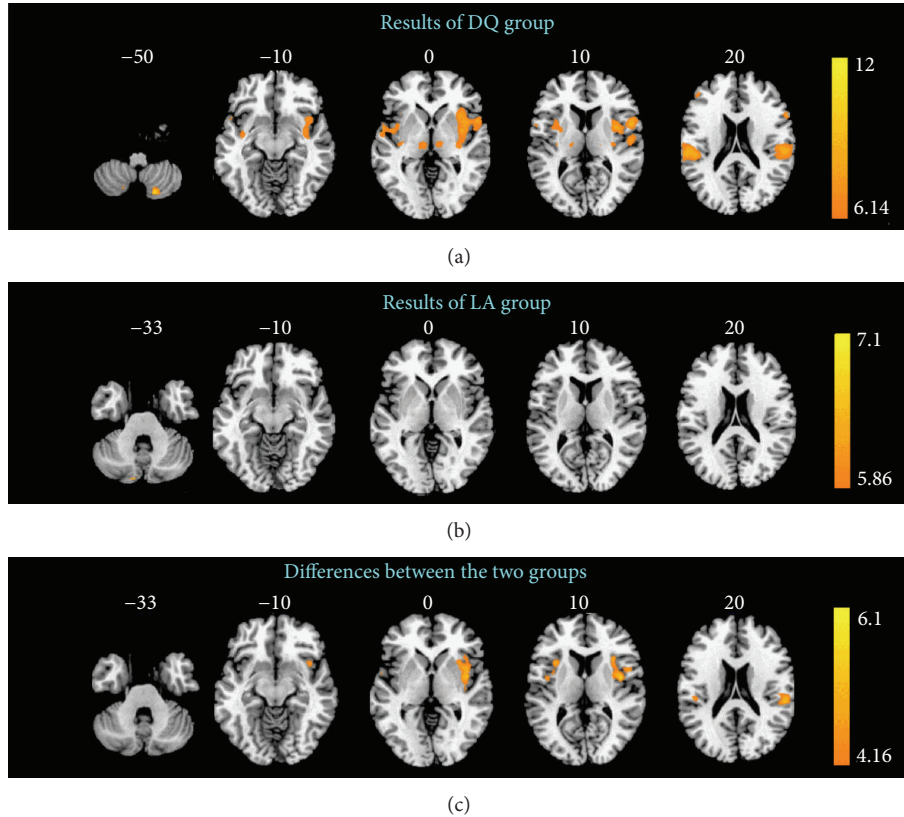 Results of DQ group
−50 −10 0 10 20
12
6.14
(a)
Results of LA group
−33 −10 0 10 20
7.1
5.86
(b)
Differences between the two groups
−33 −10 0 10 20
6.1
4.16
(c)